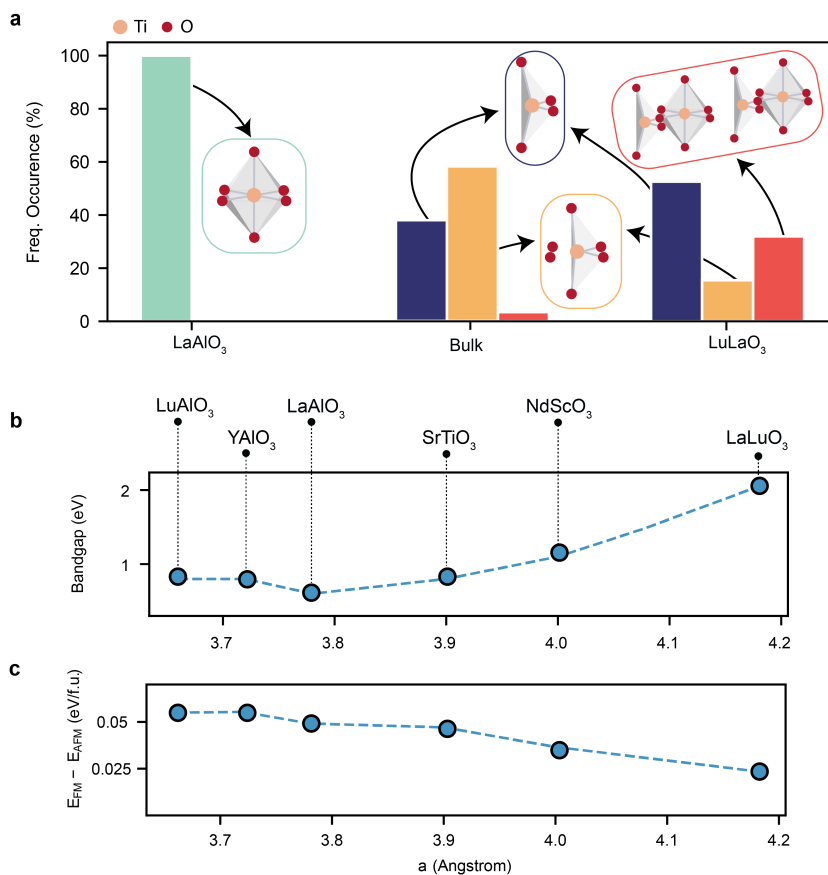 a
Ti O
Freq. Occurence (%)
100
80
60
40
20
0
LaAlO3 Bulk LuLaO3
b
LuAlO3 LaAlO3 NdScO3
YAlO3 SrTiO3 LaLuO3
Bandgap (eV)
2
1
3.7 3.8 3.9 4.0 4.1 4.2
c
EFM − EAFM (eV/f.u.)
0.05
0.025
3.7 3.8 3.9 4.0 4.1 4.2
a (Angstrom)